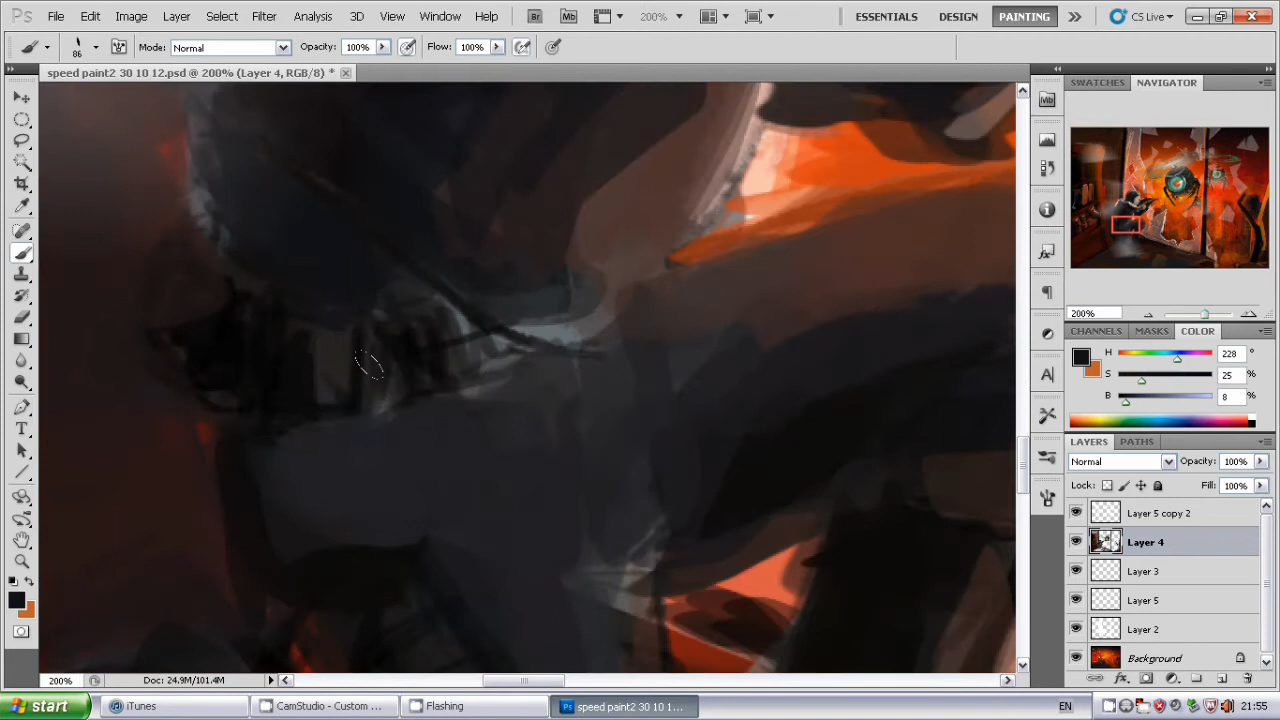 Ps File Edit Image Layer Select Filter Analysis 3D View Window Help Br Mb 200% ESSENTIALS DESIGN PAINTING CS Live
86 Mode: Normal Opacity: 100% Flow: 100%
speed paint2 30 10 12.psd @ 200% (Layer 4, RGB/8) *
SWATCHES NAVIGATOR
200%
CHANNELS MASKS COLOR
H 228 °
S 25 %
B 8 %
LAYERS PATHS
Normal Opacity: 100%
Lock: Fill: 100%
Layer 5 copy 2
Layer 4
Layer 3
Layer 5
Layer 2
Background
200% Doc: 24.9M/101.4M
start iTunes CamStudio - Custom ... Flashing speed paint2 30 10 1... EN 21:55